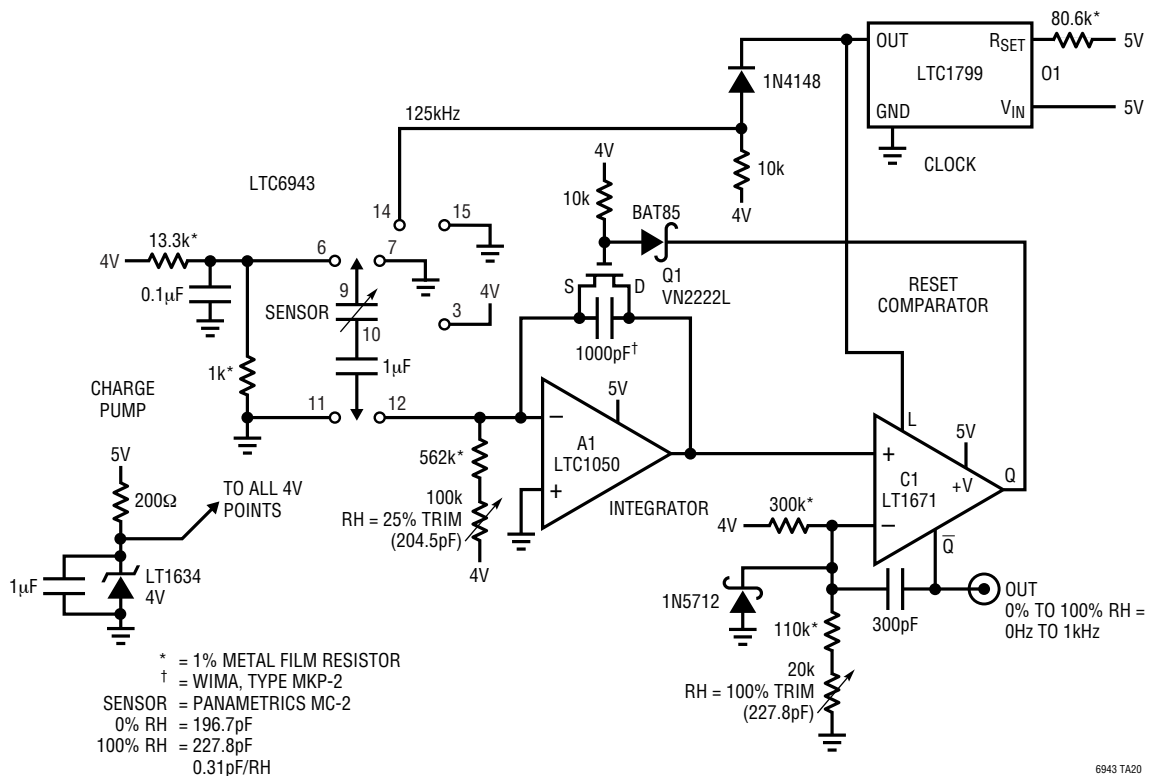 80.6k*
OUT
RSET
5V
LTC1799
O1
1N4148
GND
VIN
5V
125kHz
CLOCK
4V
10k
LTC6943
10k
BAT85
4V
14
15
13.3k*
6
7
4V
Q1
VN2222L
S
D
RESET
COMPARATOR
0.1µF
9
4V
SENSOR
3
10
1000pF†
1µF
1k*
CHARGE
PUMP
5V
11
12
L
5V
–
A1
LTC1050
5V
+
C1
LT1671
+V
Q
562k*
200Ω
TO ALL 4V
POINTS
+
INTEGRATOR
300k*
100k
RH = 25% TRIM
(204.5pF)
4V
–
Q
4V
1µF
LT1634
4V
1N5712
OUT
0% TO 100% RH =
0Hz TO 1kHz
300pF
110k*
* = 1% METAL FILM RESISTOR
† = WIMA, TYPE MKP-2
SENSOR = PANAMETRICS MC-2
0% RH = 196.7pF
100% RH = 227.8pF
0.31pF/RH
20k
RH = 100% TRIM
(227.8pF)
6943 TA20